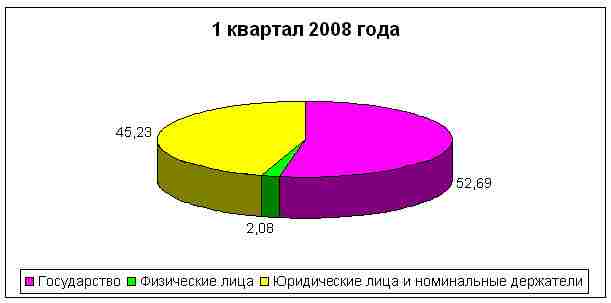 1 квартал 2008 года
45,23
52,69
2,08
Государство Физические лица Юридические лица и номинальные держатели